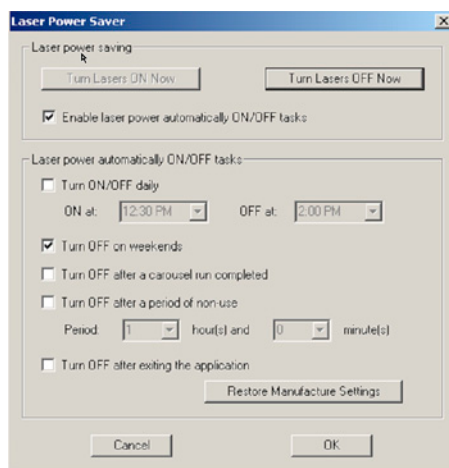 Laser Power Saver
Laser power saving
Turn Lasers ON Now Turn Lasers OFF Now
Enable laser power automatically ON/OFF tasks
Laser power automatically ON/OFF tasks
Turn ON/OFF daily
ON at: 12:30 PM OFF at: 2:00 PM
Turn OFF on weekends
Turn OFF after a carousel run completed
Turn OFF after a period of non-use
Period: 1 hour(s) and 0 minute(s)
Turn OFF after exiting the application
Restore Manufacture Settings
Cancel OK